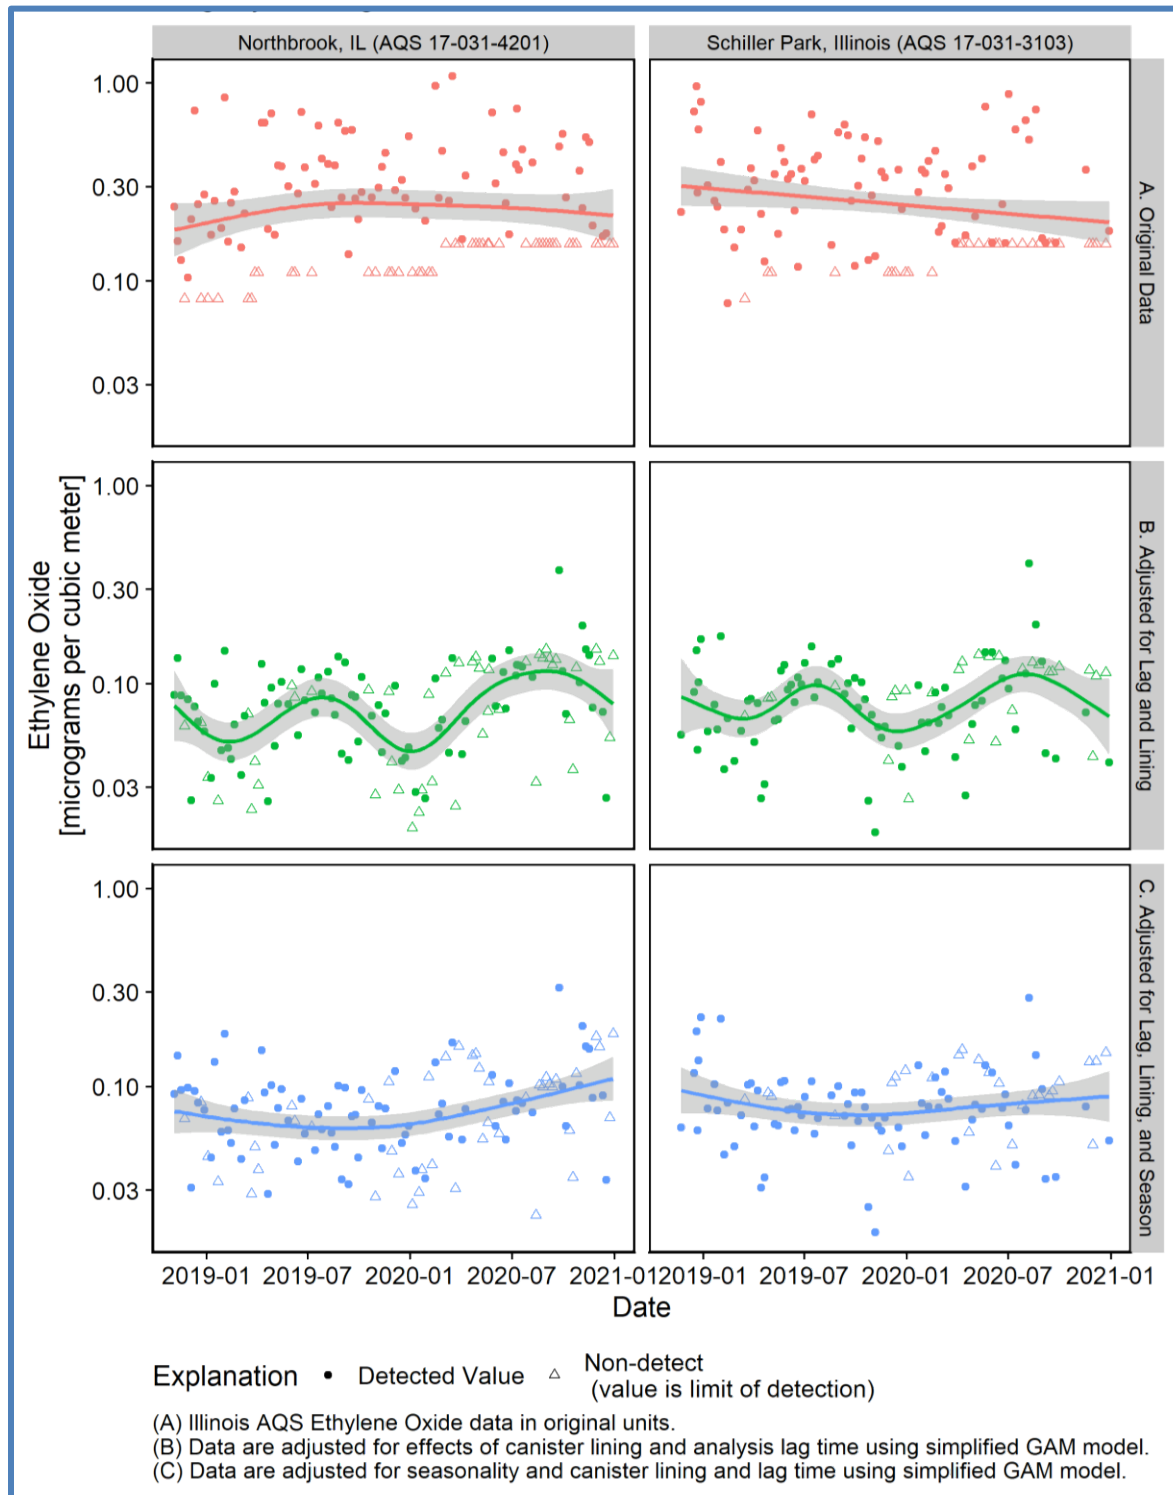 Northbrook, IL (AQS 17-031-4201)
Schiller Park, Illinois (AQS 17-031-3103)
1.00
0.30
0.10
0.03
A. Original Data
Ethylene Oxide
[micrograms per cubic meter]
1.00
0.30
0.10
0.03
B. Adjusted for Lag and Lining
1.00
0.30
0.10
0.03
C. Adjusted for Lag, Lining, and Season
2019-01 2019-07 2020-01 2020-07 2021-01
2019-01 2019-07 2020-01 2020-07 2021-01
Date
Explanation
Detected Value
Non-detect
(value is limit of detection)
(A) Illinois AQS Ethylene Oxide data in original units.
(B) Data are adjusted for effects of canister lining and analysis lag time using simplified GAM model.
(C) Data are adjusted for seasonality and canister lining and lag time using simplified GAM model.